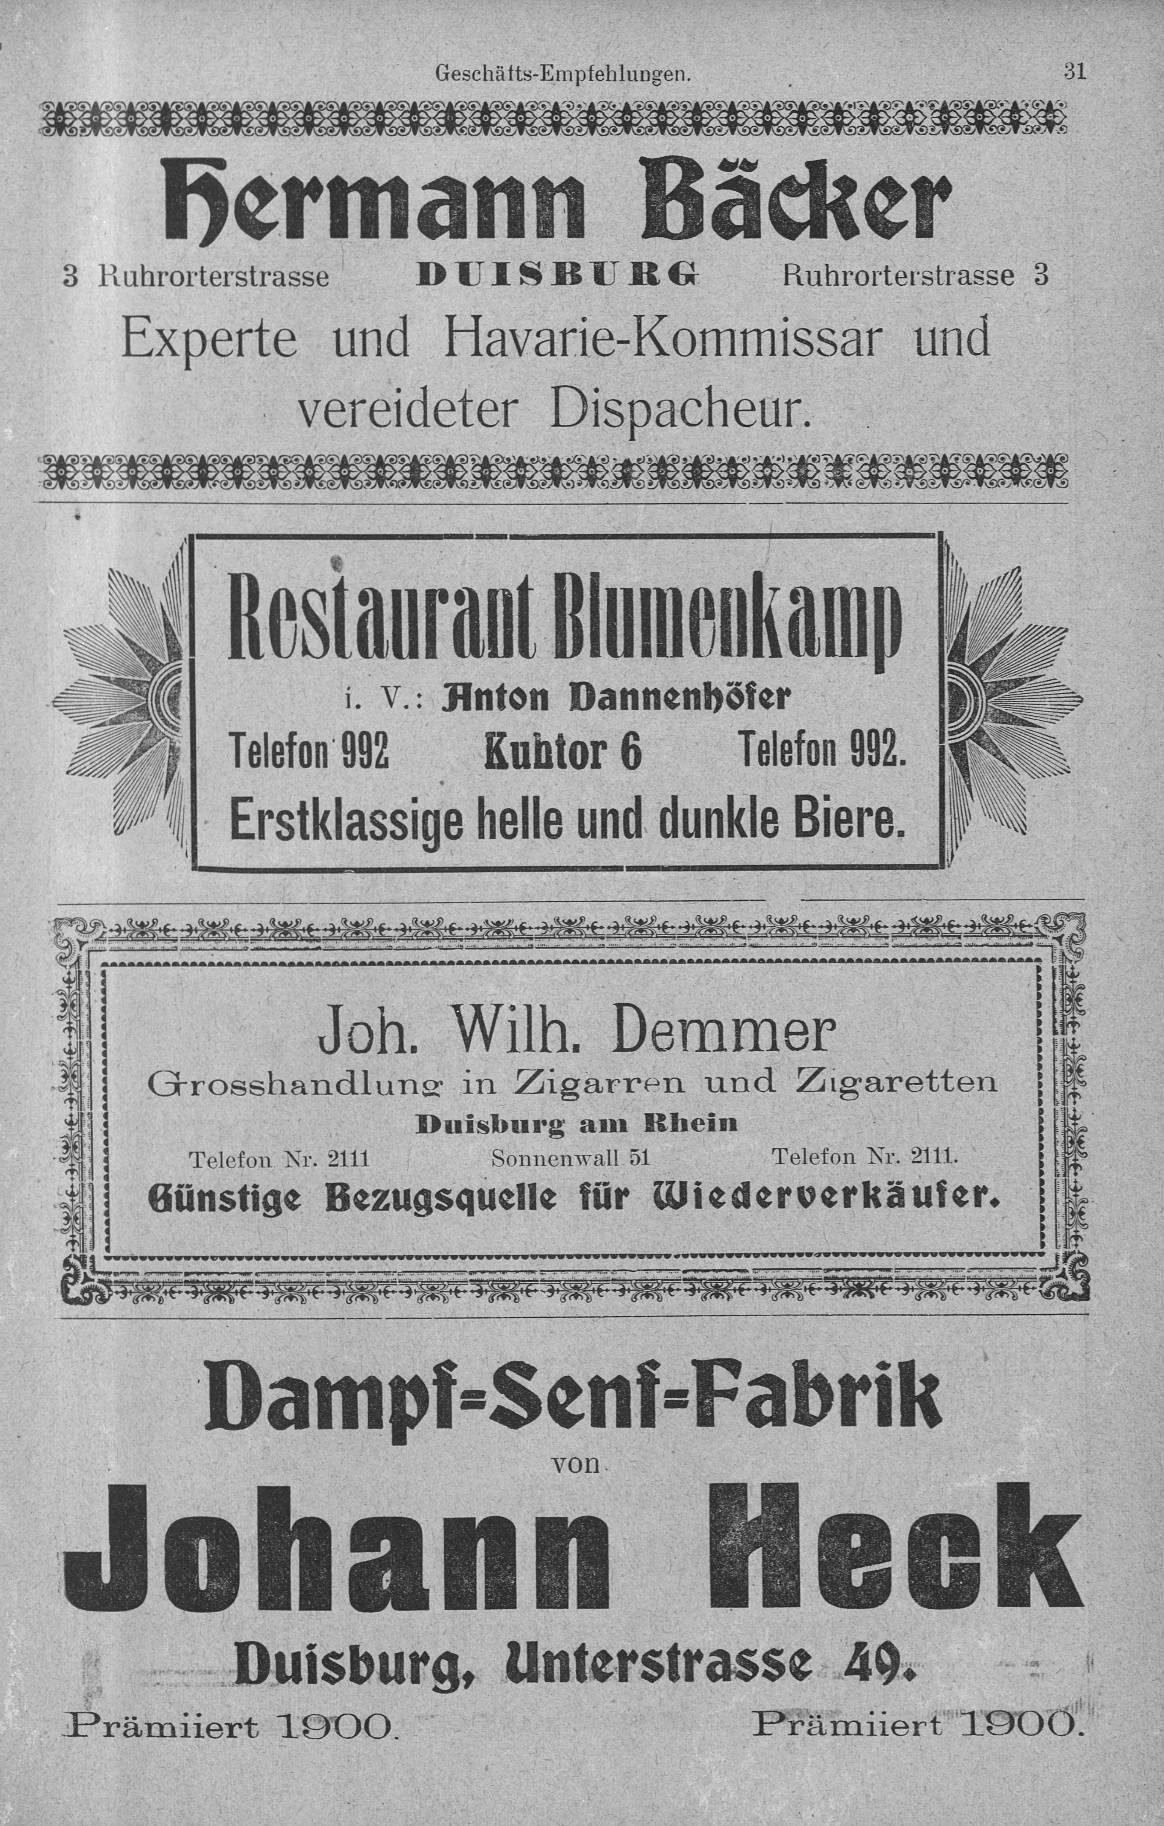 Geschäfts-Empfehlungen. 31
Hermann Bäcker
3 Ruhrorterstrasse DUISBURG Ruhrorterstrasse 3
Experte und Havarie-Kommissar und
vereideter Dispacheur.
Restaurant Blumenkamp
i. V.: Anton Dannenhöfer
Telefon 992 Kuhtor 6 Telefon 992.
Erstklassige helle und dunkle Biere.
Joh. Wilh. Demmer
Grosshandlung in Zigarren und Zigaretten
Duisburg am Rhein
Telefon Nr. 2111 Sonnenwall 51 Telefon Nr. 2111.
Günstige Bezugsquelle für Wiederverkäufer.
Dampf=Senf=Fabrik
von
Johann Heck
Duisburg, Unterstrasse 49.
Prämiiert 1900. Prämiiert 1900.